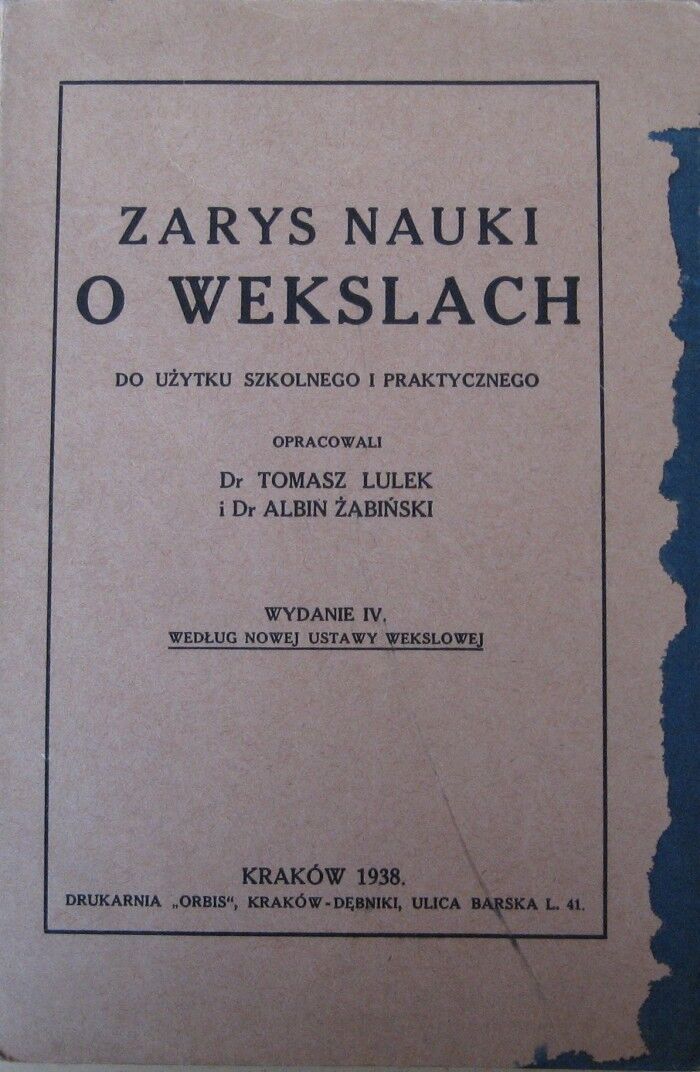 ZARYS NAUKI
O WEKSLACH
DO UŻYTKU SZKOLNEGO I PRAKTYCZNEGO
OPRACOWALI
Dr TOMASZ LULEK
i Dr ALBIN ŻABIŃSKI
WYDANIE IV.
WEDŁUG NOWEJ USTAWY WEKSLOWEJ
KRAKÓW 1938.
DRUKARNIA „ORBIS“, KRAKÓW-DĘBNIKI, ULICA BARSKA L. 41.